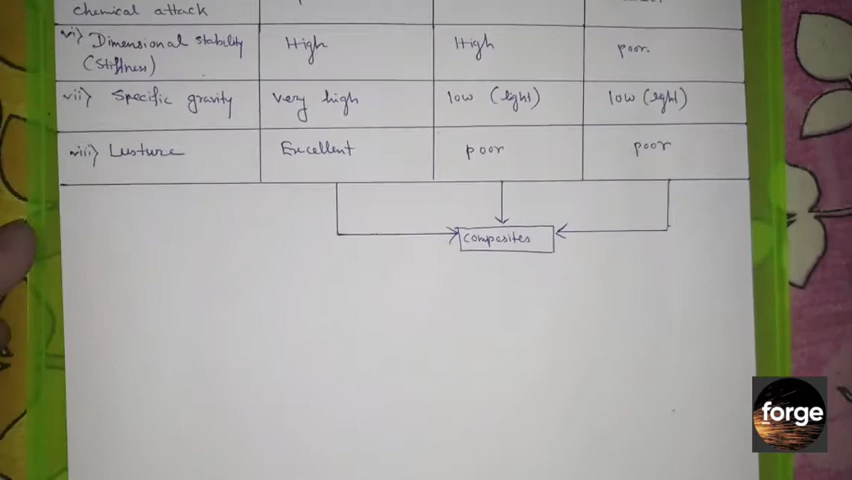 chemical attack
vi) Dimensional stability High High poor.
(stiffness)
vii) Specific gravity very high low (light) low (light)
viii) Lusture Excellent poor poor
composites
forge